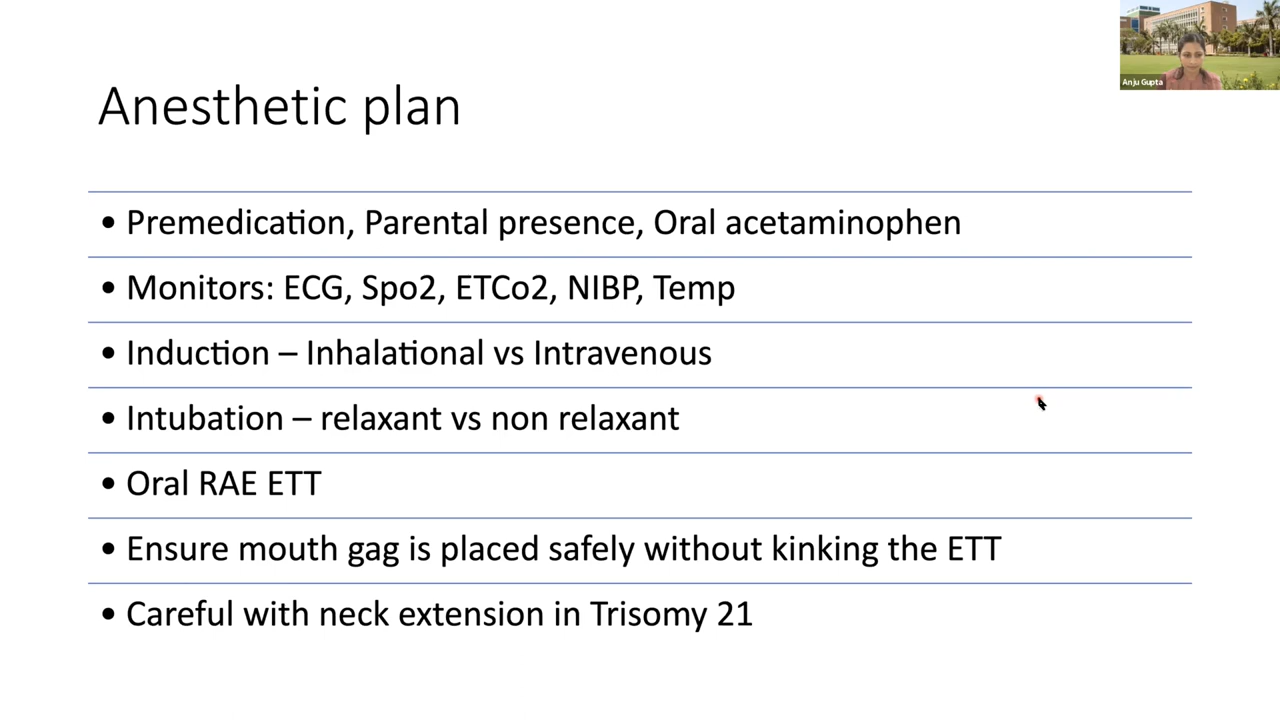 Anju Gupta
Anesthetic plan
• Premedication, Parental presence, Oral acetaminophen
• Monitors: ECG, Spo2, ETCo2, NIBP, Temp
• Induction – Inhalational vs Intravenous
• Intubation – relaxant vs non relaxant
• Oral RAE ETT
• Ensure mouth gag is placed safely without kinking the ETT
• Careful with neck extension in Trisomy 21